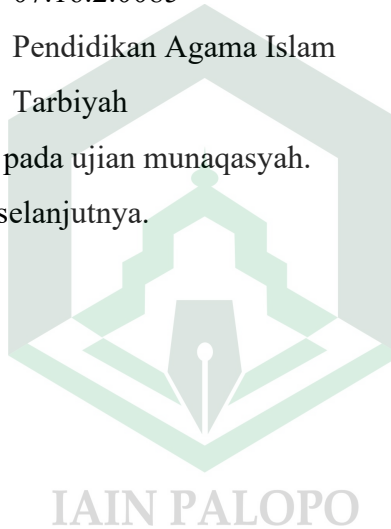 Pendidikan Agama Islam
Tarbiyah
pada ujian munaqasyah.
selanjutnya.
IAIN PALOPO